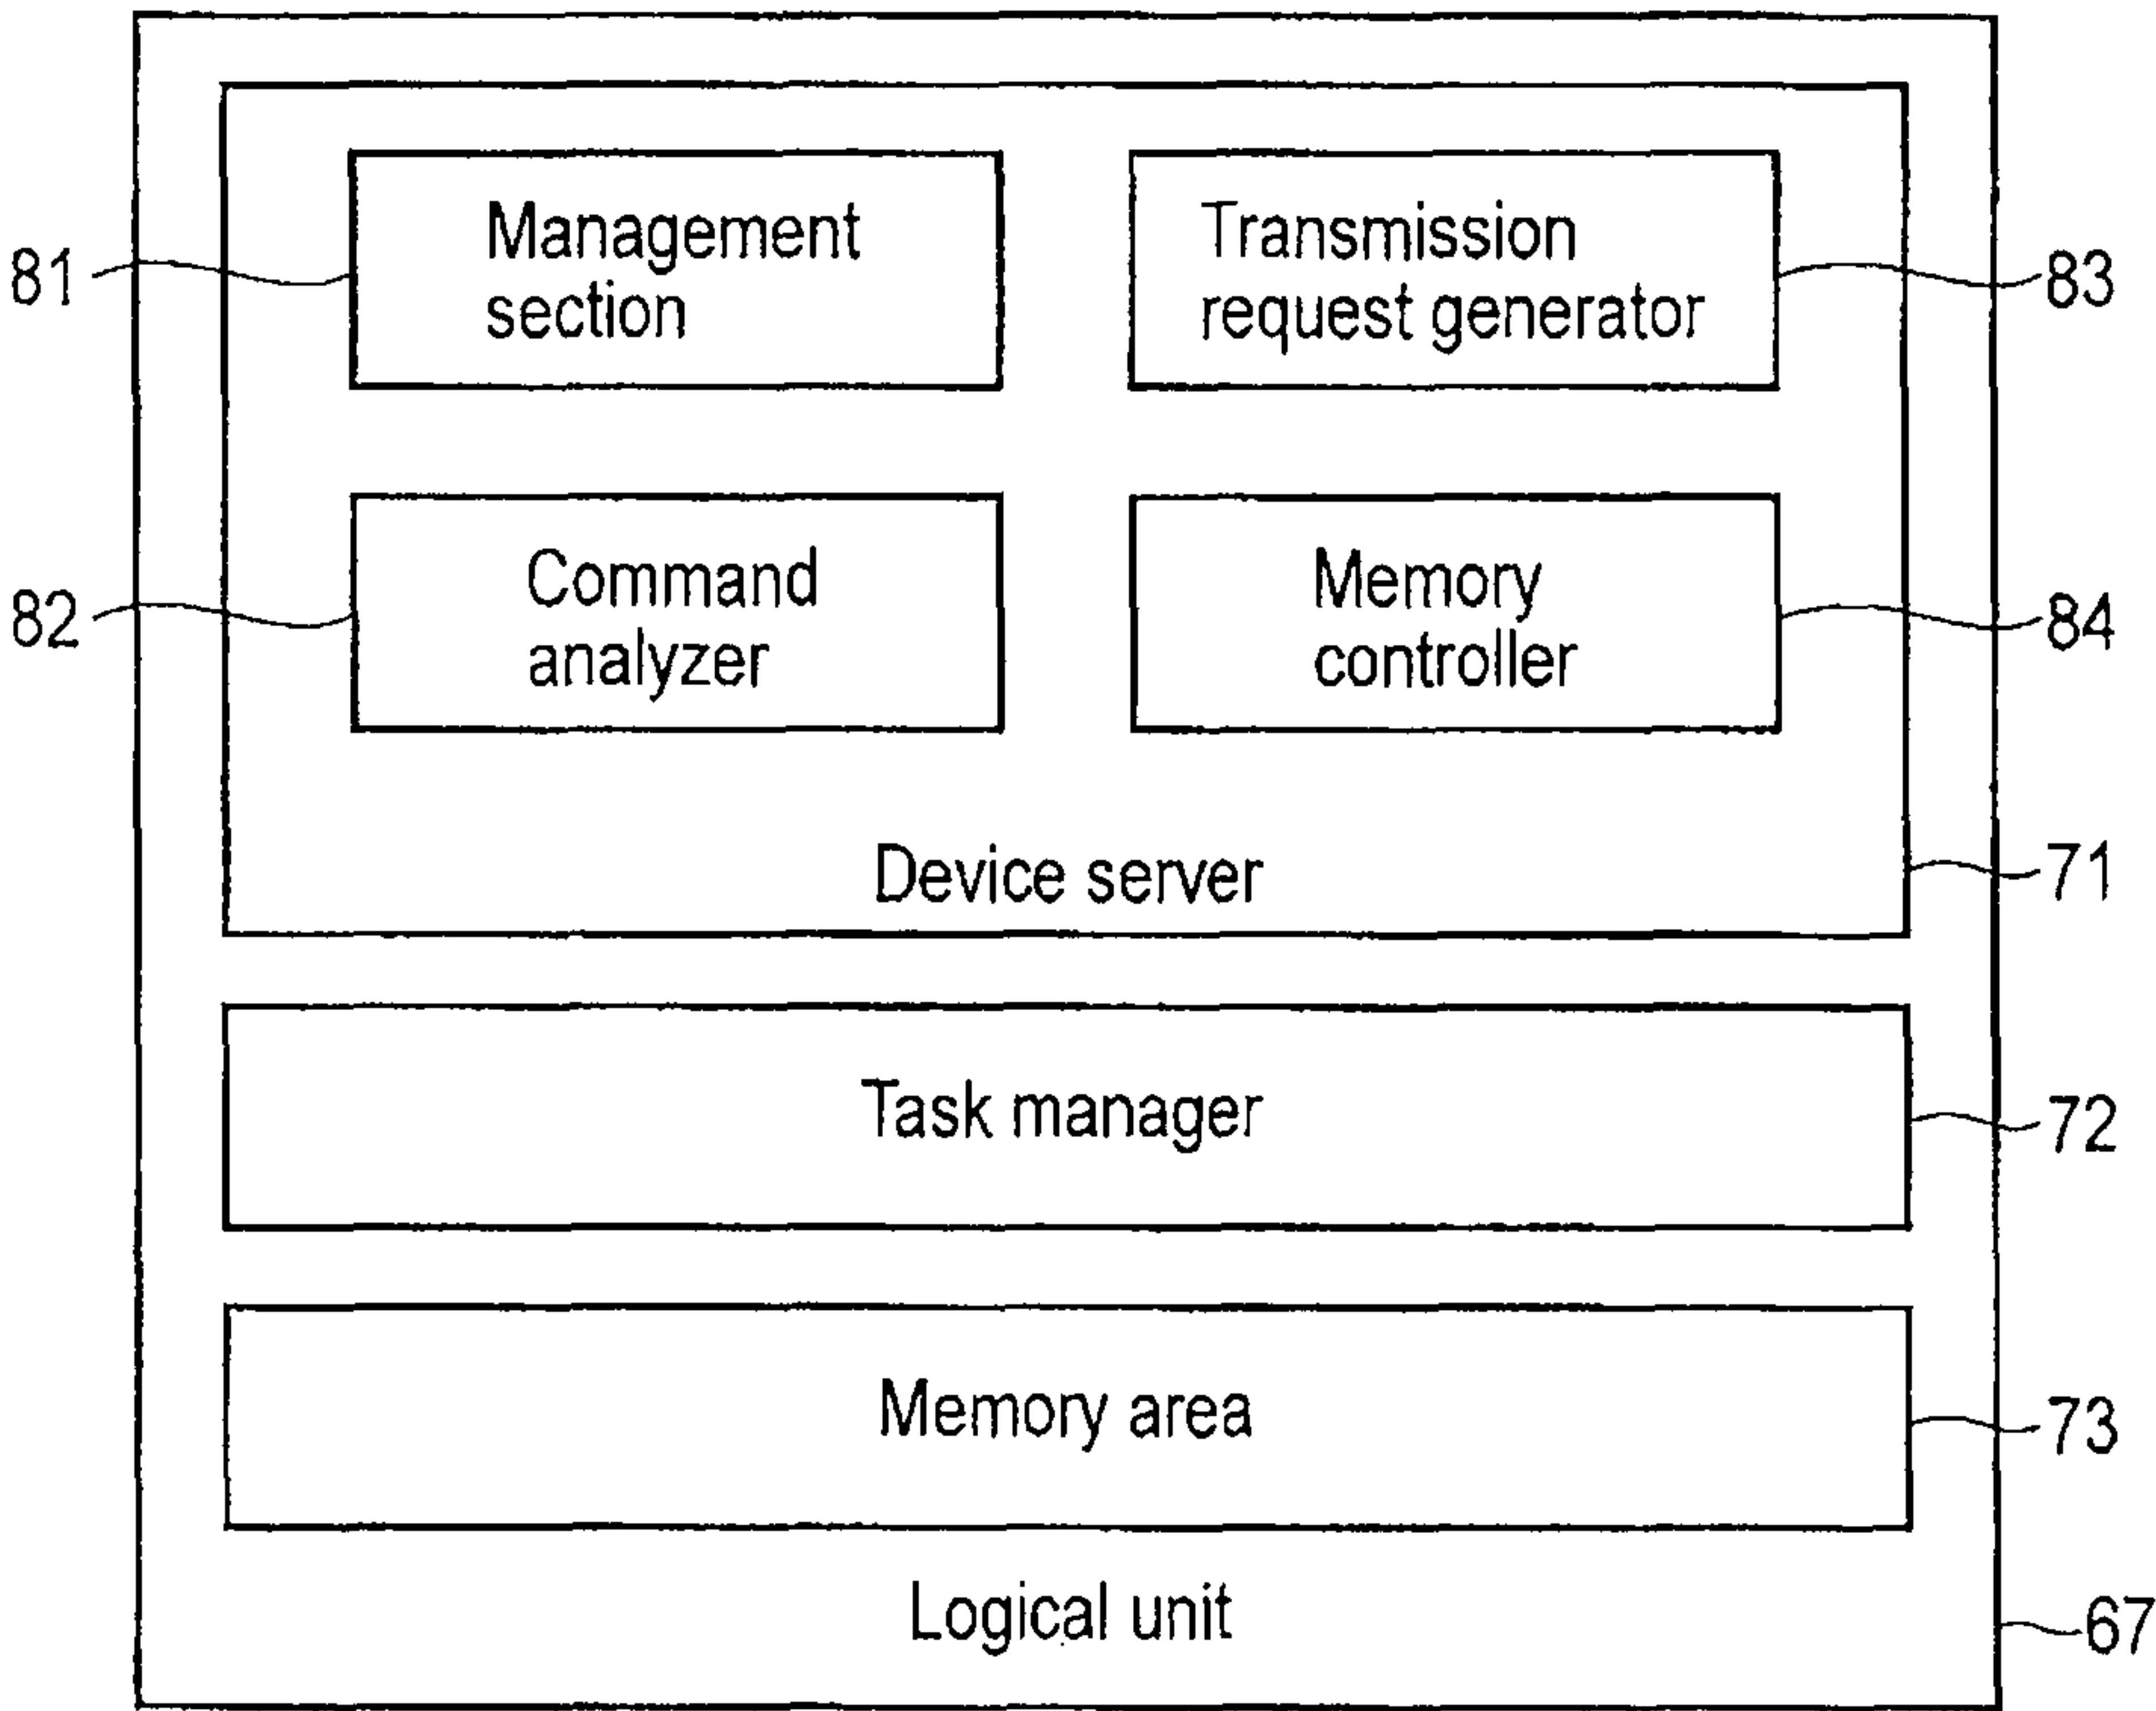 Management
section
81
Transmission
request generator
83
Command
analyzer
82
Memory
controller
84
Device server
71
Task manager
72
Memory area
73
Logical unit
67